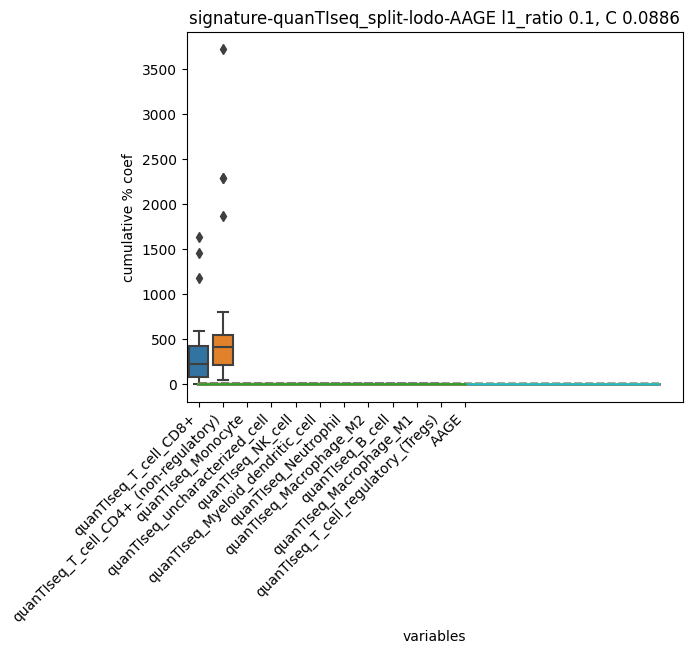 signature-quanTIseq_split-lodo-AAGE l1_ratio 0.1, C 0.0886
cumulative % coef
3500
3000
2500
2000
1500
1000
500
0
quanTIseq_T_cell_CD8+
quanTIseq_T_cell_CD4+_(non-regulatory)
quanTIseq_Monocyte
quanTIseq_uncharacterized_cell
quanTIseq_NK_cell
quanTIseq_Myeloid_dendritic_cell
quanTIseq_Neutrophil
quanTIseq_Macrophage_M2
quanTIseq_B_cell
quanTIseq_Macrophage_M1
quanTIseq_T_cell_regulatory_(Tregs)
AAGE
variables